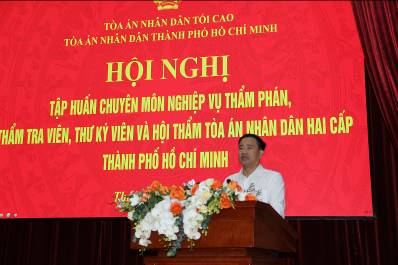 TÒA ÁN NHÂN DÂN TỐI CAO
TÒA ÁN NHÂN DÂN THÀNH PHỐ HỒ CHÍ MINH
HỘI NGHỊ
TẬP HUẤN CHUYÊN MÔN NGHIỆP VỤ THẨM PHÁN,
THẨM TRA VIÊN, THƯ KÝ VIÊN VÀ HỘI THẨM TÒA ÁN NHÂN DÂN HAI CẤP
THÀNH PHỐ HỒ CHÍ MINH